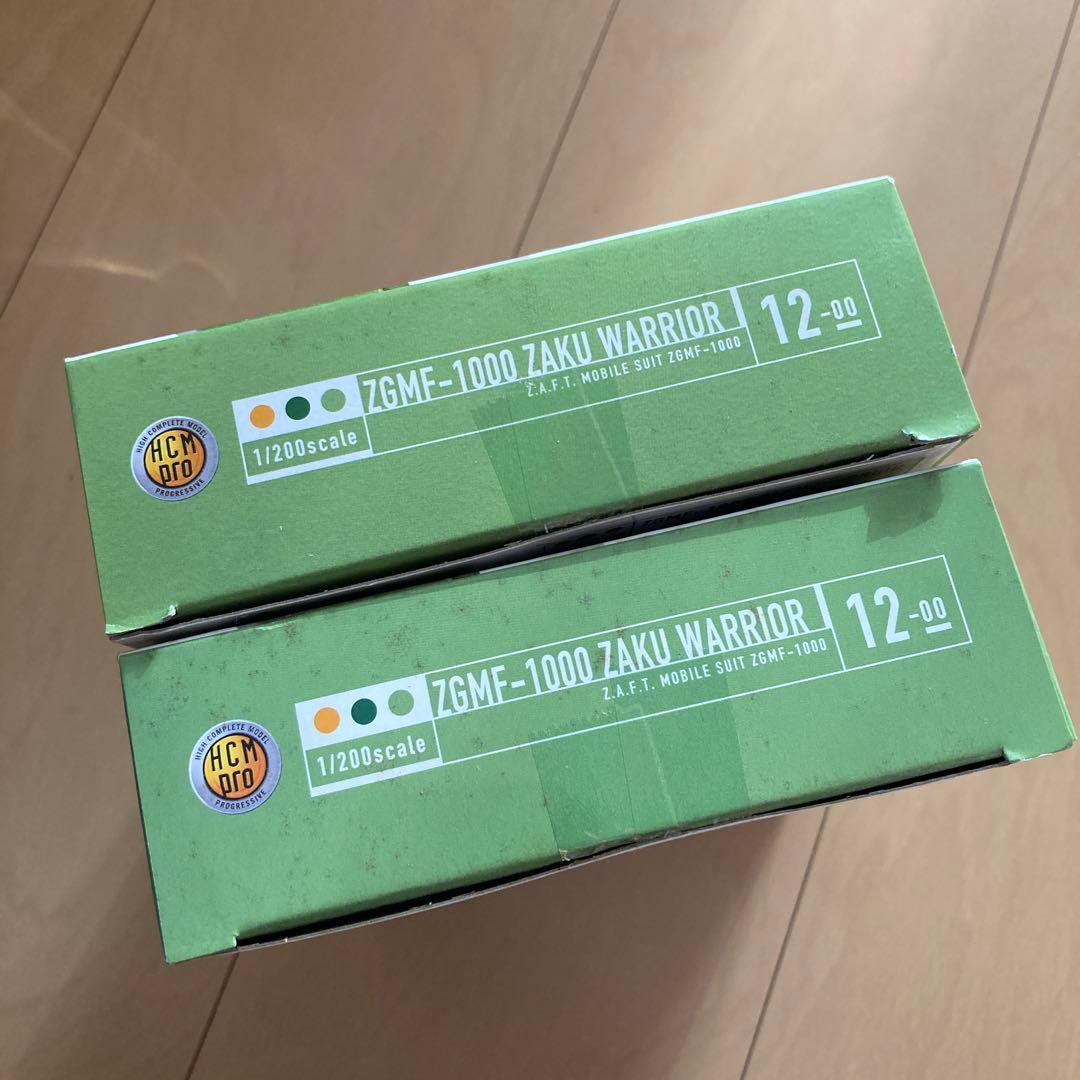 ZGMF-1000 ZAKU WARRIOR
12-00
Z.A.F.T. MOBILE SUIT ZGMF-1000
1/200scale
HIGH COMPLETE MODEL
HCM
pro
PROGRESSIVE
ZGMF-1000 ZAKU WARRIOR
12-00
Z.A.F.T. MOBILE SUIT ZGMF-1000
1/200scale
HIGH COMPLETE MODEL
HCM
pro
PROGRESSIVE